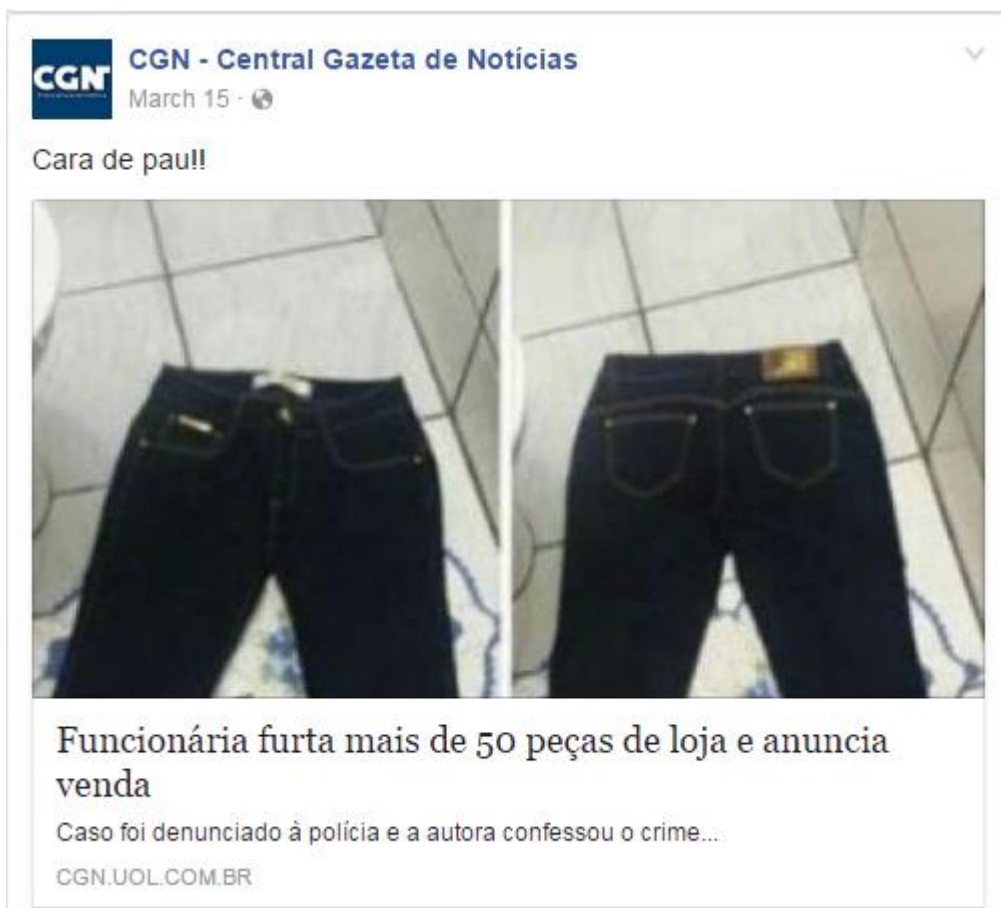 CGN
CGN - Central Gazeta de Notícias
March 15 ·
Cara de pau!!
Funcionária furta mais de 50 peças de loja e anuncia
venda
Caso foi denunciado à polícia e a autora confessou o crime...
CGN.UOL.COM.BR